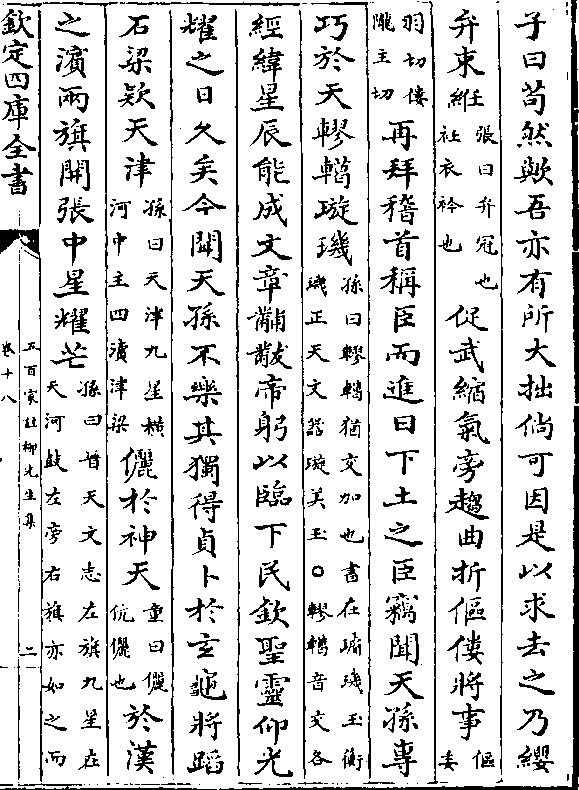 子曰苟然歟吾亦有所大拙倘可因是以求去之乃纓
弁束維張曰弁冠也任社衣衿也促武縮氣旁趨曲折傴僂將事傴委
羽切僂隴主切再拜稽首稱臣而進曰下土之臣竊聞天孫專
巧於天轇轕璇璣孫曰轇轕猶交加也書在璿璣玉衡璣正天文器璇美玉○轇轕音交各
經緯星辰能成文章黼黻帝躬以臨下民欽聖靈仰光
耀之日久矣今聞天孫不樂其獨得貞卜於玄龜將蹈
石梁欵天津孫曰天津九星橫河中主四瀆津梁儷於神夫童曰儷伉儷也於漢
之濱兩旗開張中星耀芒孫曰晉天文志左旗九星在天河鼓左旁右旗亦如之而
欽定四庫全書
五百家註柳先生集
卷十八
二